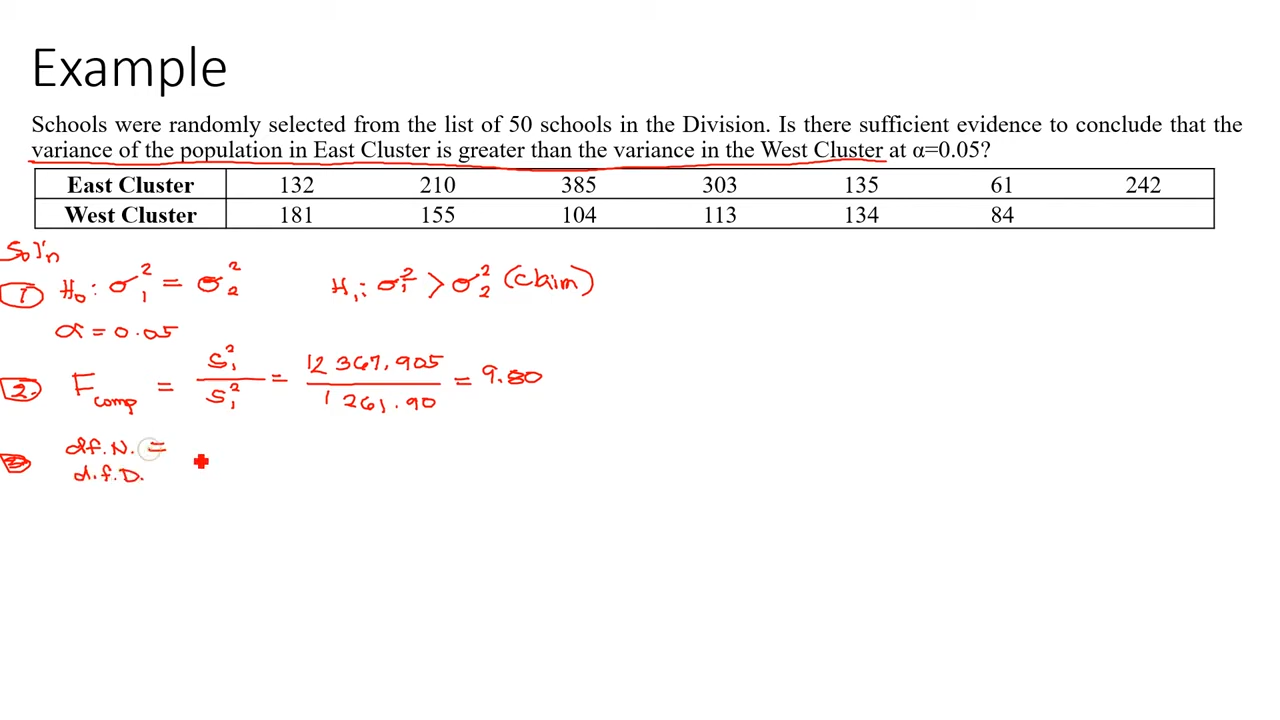 Example
Schools were randomly selected from the list of 50 schools in the Division. Is there sufficient evidence to conclude that the
variance of the population in East Cluster is greater than the variance in the West Cluster at α=0.05?
East Cluster 132 210 385 303 135 61 242
West Cluster 181 155 104 113 134 84
Sol'n
1 H₀: σ₁² = σ₂² H₁: σ₁² > σ₂² (claim)
α = 0.05
2. F comp = S₁² / S₁² = 12 367.905 / 1 261.90 = 9.80
3 df.N. =
d.f.D.